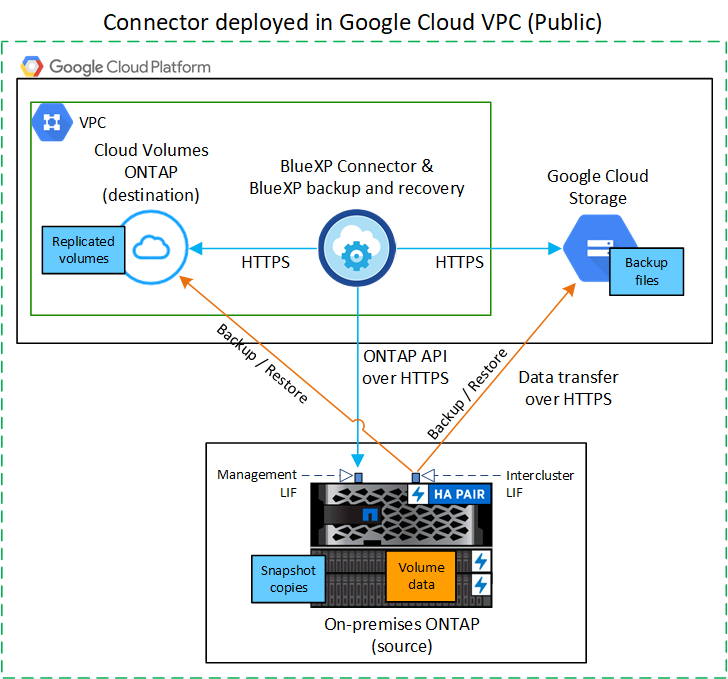 Connector deployed in Google Cloud VPC (Public)
Google Cloud Platform
VPC
Cloud Volumes
ONTAP
(destination)
BlueXP Connector &
BlueXP backup and recovery
Google Cloud
Storage
Replicated
volumes
HTTPS
HTTPS
Backup
files
Backup / Restore
ONTAP API
over HTTPS
Backup / Restore
Data transfer
over HTTPS
Management
LIF
Intercluster
LIF
HA PAIR
Snapshot
copies
Volume
data
On-premises ONTAP
(source)